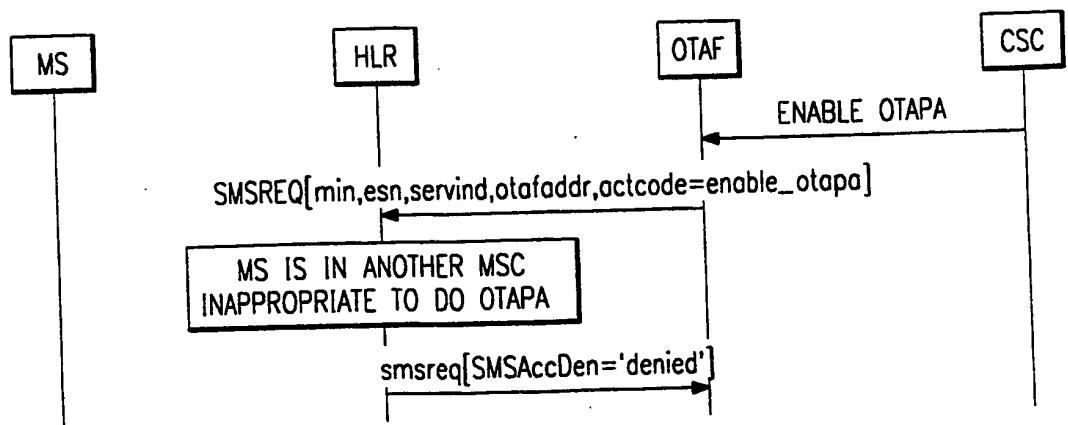 MS
HLR
OTAF
CSC
ENABLE OTAPA
SMSREQ[min,esn,servind,otafaddr,actcode=enable_otapa]
MS IS IN ANOTHER MSC
INAPPROPRIATE TO DO OTAPA
smsreq[SMSAccDen='denied']